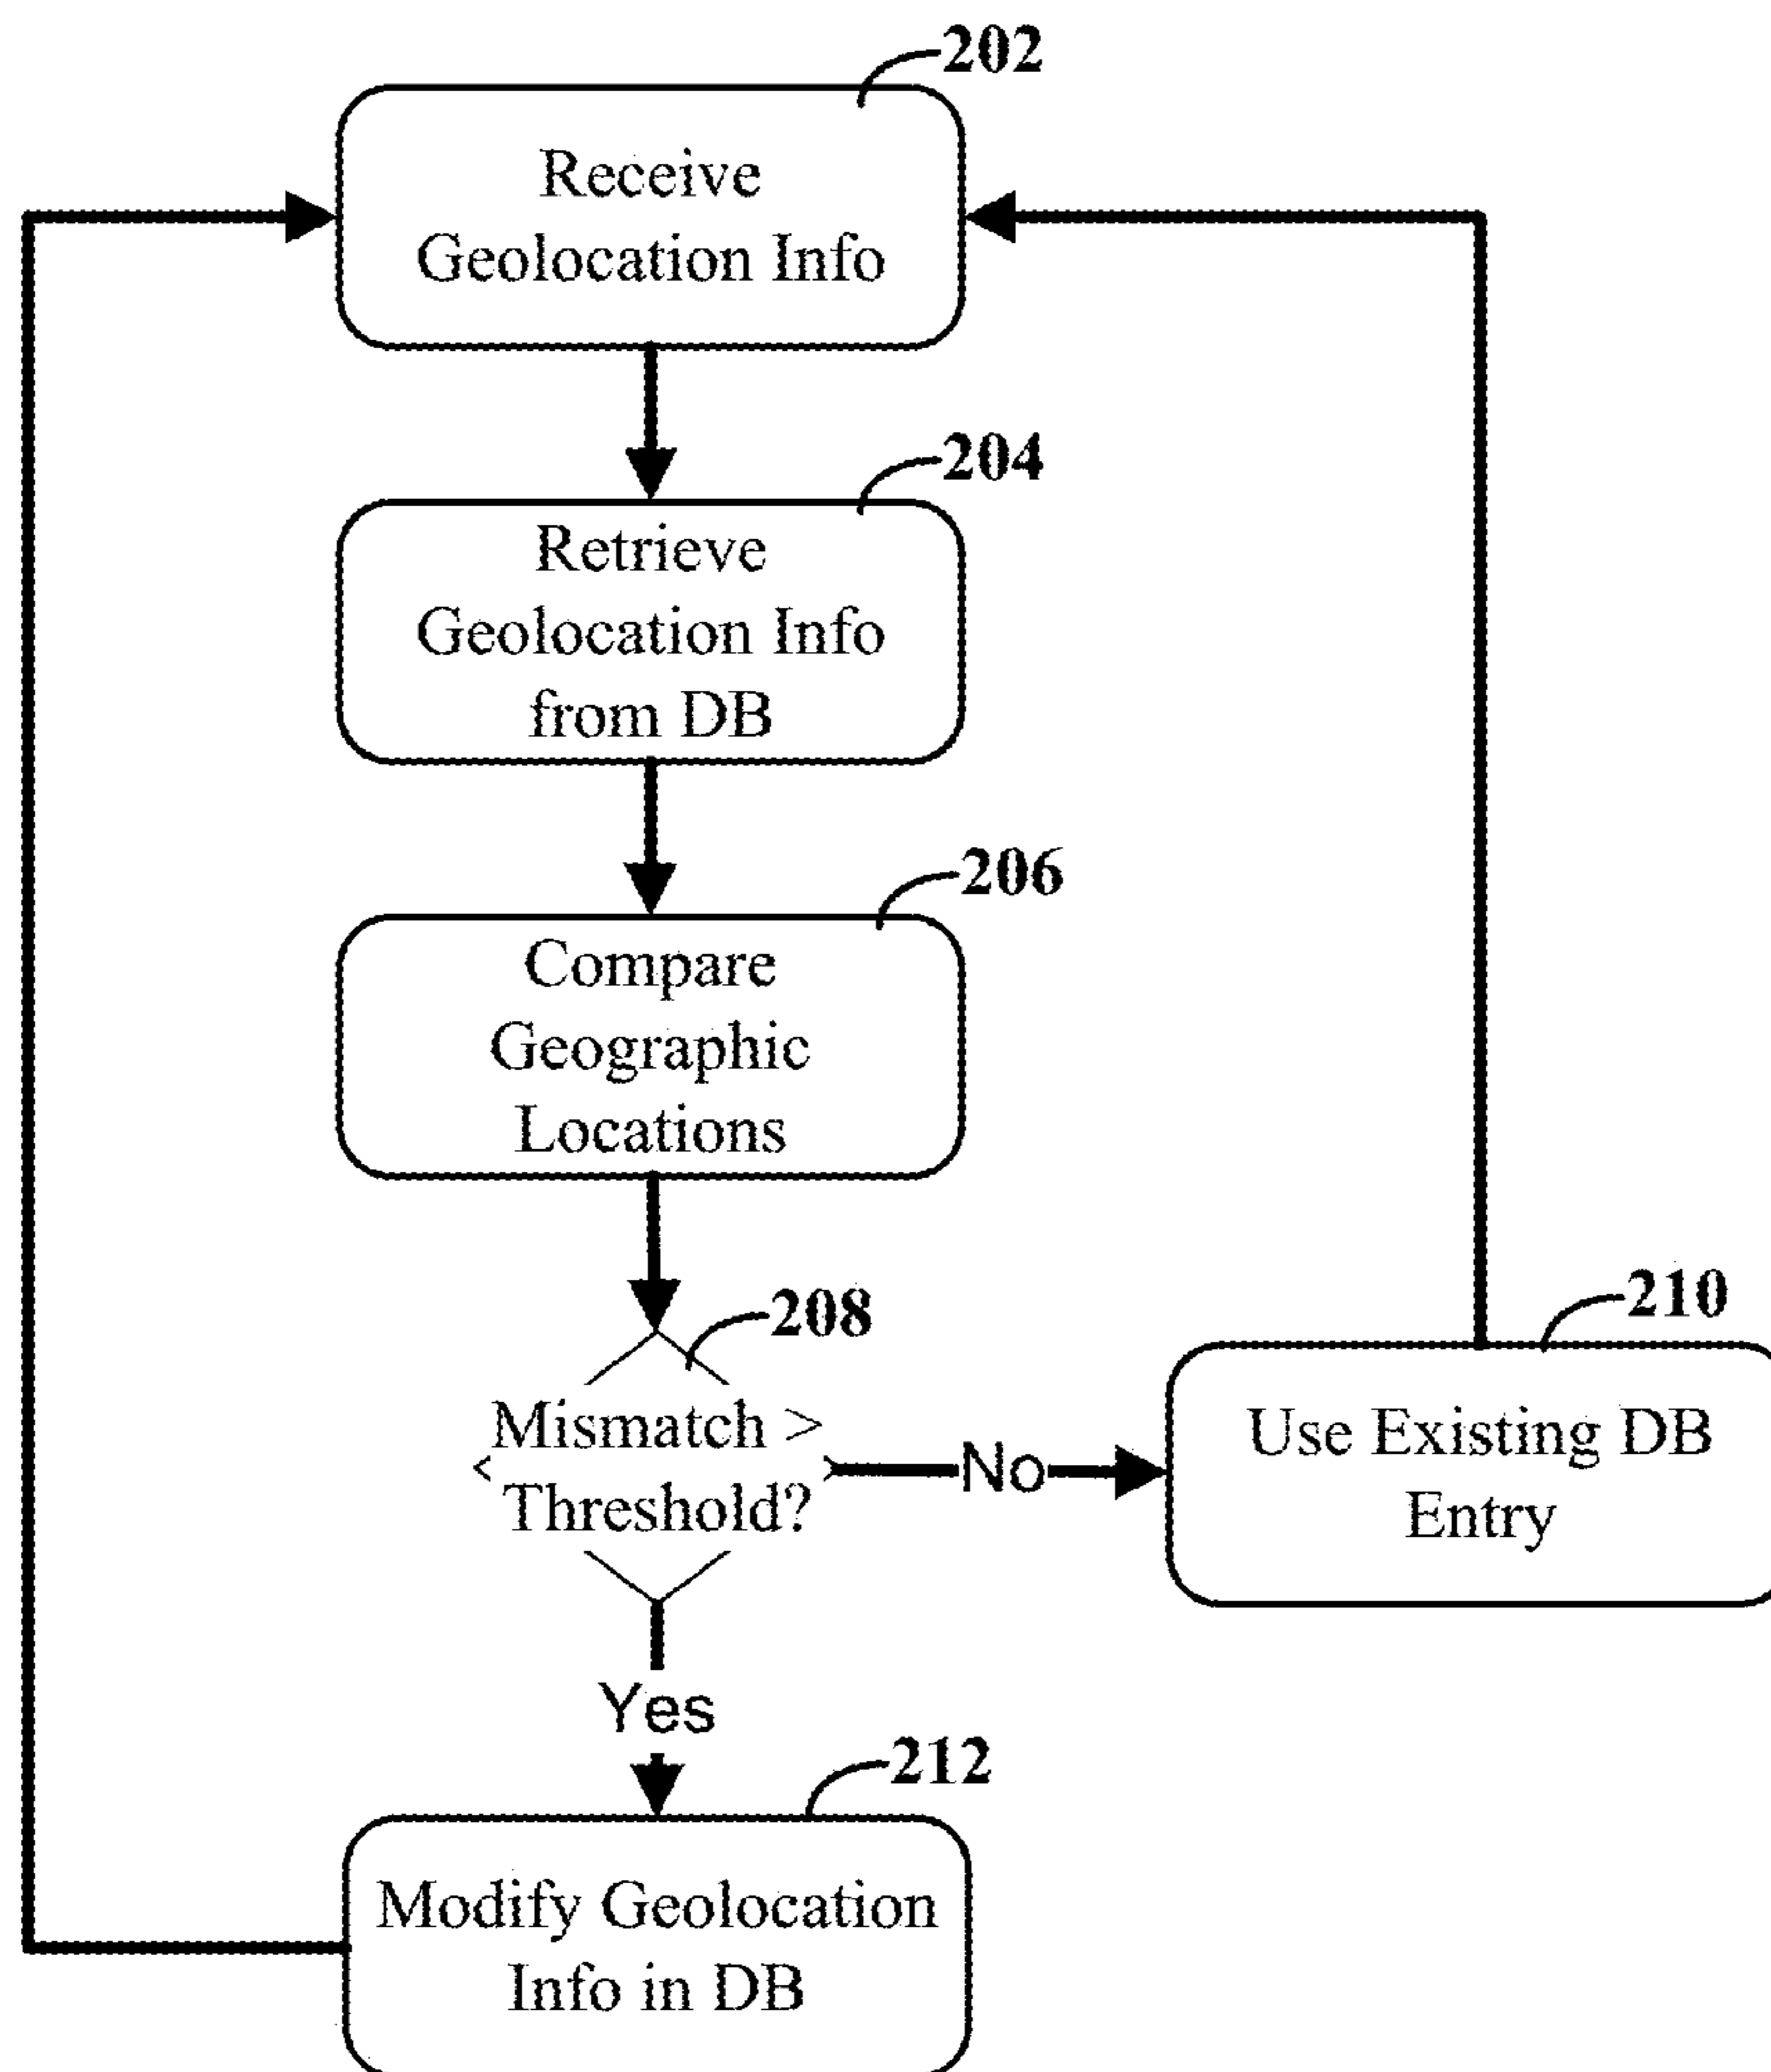 202
Receive
Geolocation Info
204
Retrieve
Geolocation Info
from DB
206
Compare
Geographic
Locations
208
Mismatch >
Threshold?
No
210
Use Existing DB
Entry
Yes
212
Modify Geolocation
Info in DB